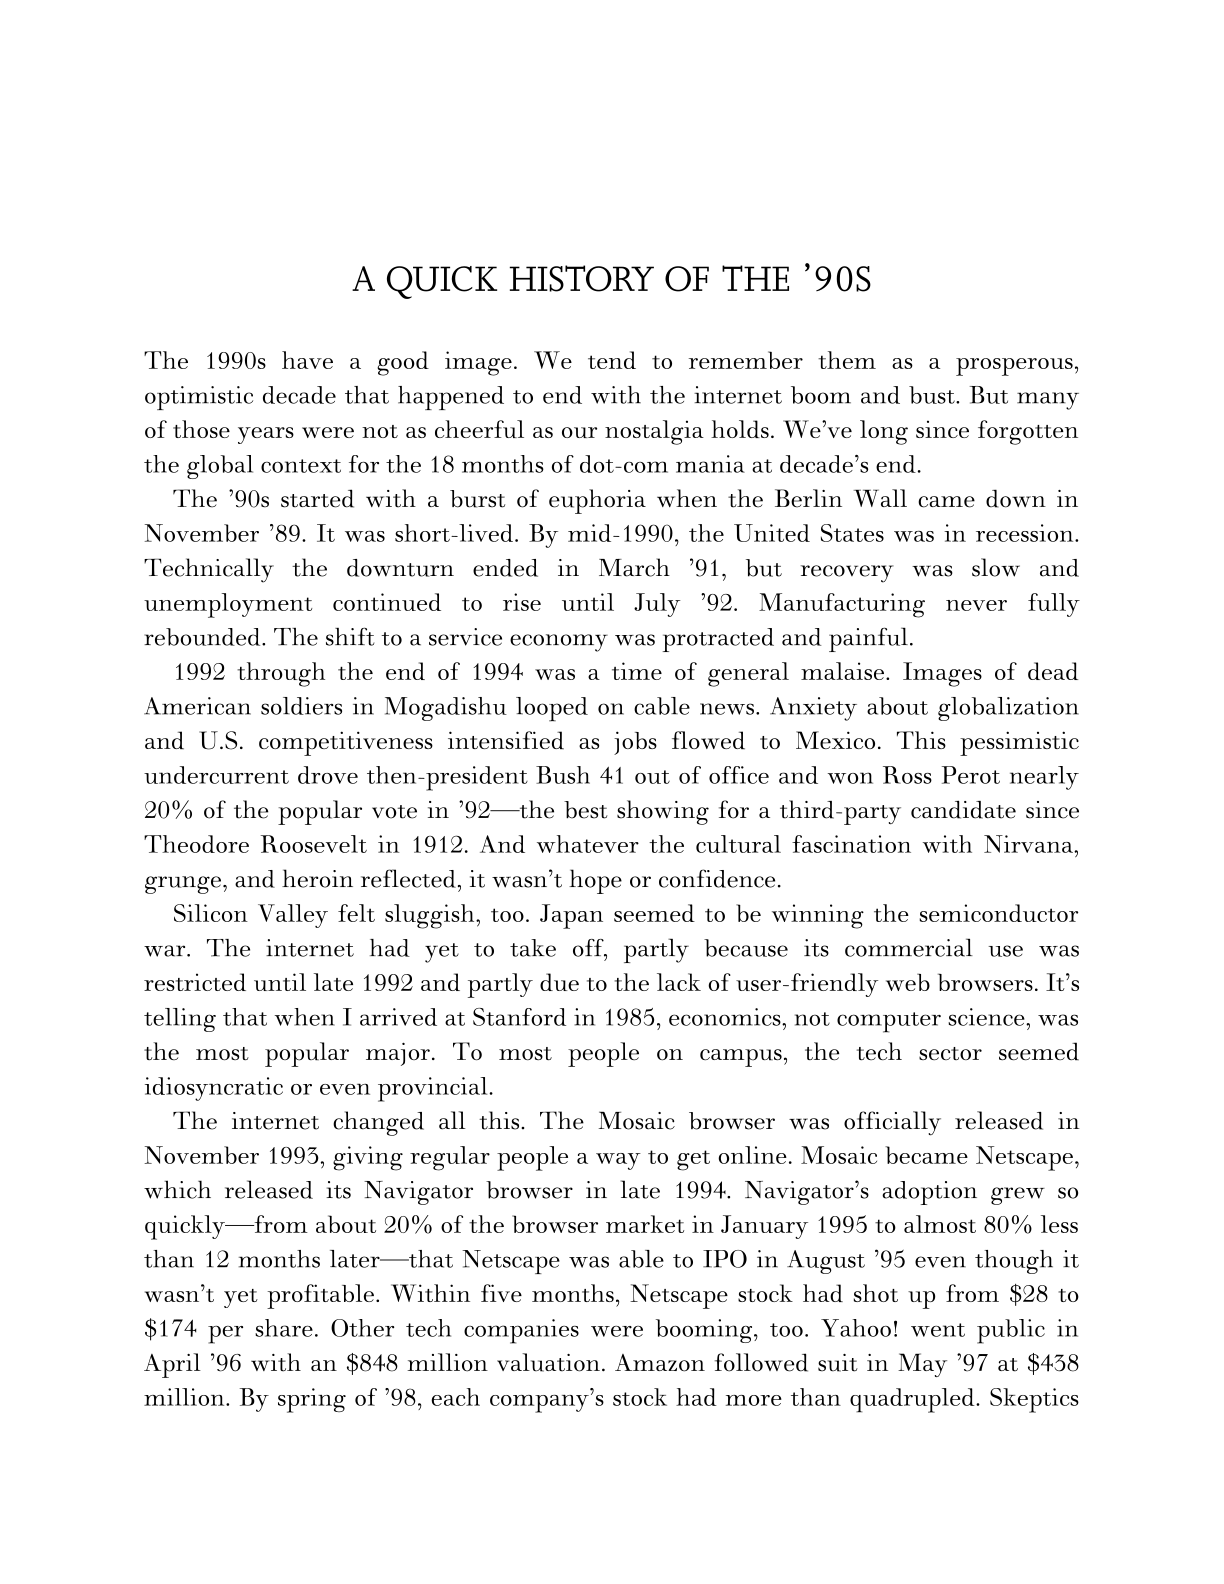 A QUICK HISTORY OF THE ’90S
The 1990s have a good image. We tend to remember them as a prosperous,
optimistic decade that happened to end with the internet boom and bust. But many
of those years were not as cheerful as our nostalgia holds. We’ve long since forgotten
the global context for the 18 months of dot-com mania at decade’s end.
The ’90s started with a burst of euphoria when the Berlin Wall came down in
November ’89. It was short-lived. By mid-1990, the United States was in recession.
Technically the downturn ended in March ’91, but recovery was slow and
unemployment continued to rise until July ’92. Manufacturing never fully
rebounded. The shift to a service economy was protracted and painful.
1992 through the end of 1994 was a time of general malaise. Images of dead
American soldiers in Mogadishu looped on cable news. Anxiety about globalization
and U.S. competitiveness intensified as jobs flowed to Mexico. This pessimistic
undercurrent drove then-president Bush 41 out of office and won Ross Perot nearly
20% of the popular vote in ’92—the best showing for a third-party candidate since
Theodore Roosevelt in 1912. And whatever the cultural fascination with Nirvana,
grunge, and heroin reflected, it wasn’t hope or confidence.
Silicon Valley felt sluggish, too. Japan seemed to be winning the semiconductor
war. The internet had yet to take off, partly because its commercial use was
restricted until late 1992 and partly due to the lack of user-friendly web browsers. It’s
telling that when I arrived at Stanford in 1985, economics, not computer science, was
the most popular major. To most people on campus, the tech sector seemed
idiosyncratic or even provincial.
The internet changed all this. The Mosaic browser was officially released in
November 1993, giving regular people a way to get online. Mosaic became Netscape,
which released its Navigator browser in late 1994. Navigator’s adoption grew so
quickly—from about 20% of the browser market in January 1995 to almost 80% less
than 12 months later—that Netscape was able to IPO in August ’95 even though it
wasn’t yet profitable. Within five months, Netscape stock had shot up from $28 to
$174 per share. Other tech companies were booming, too. Yahoo! went public in
April ’96 with an $848 million valuation. Amazon followed suit in May ’97 at $438
million. By spring of ’98, each company’s stock had more than quadrupled. Skeptics